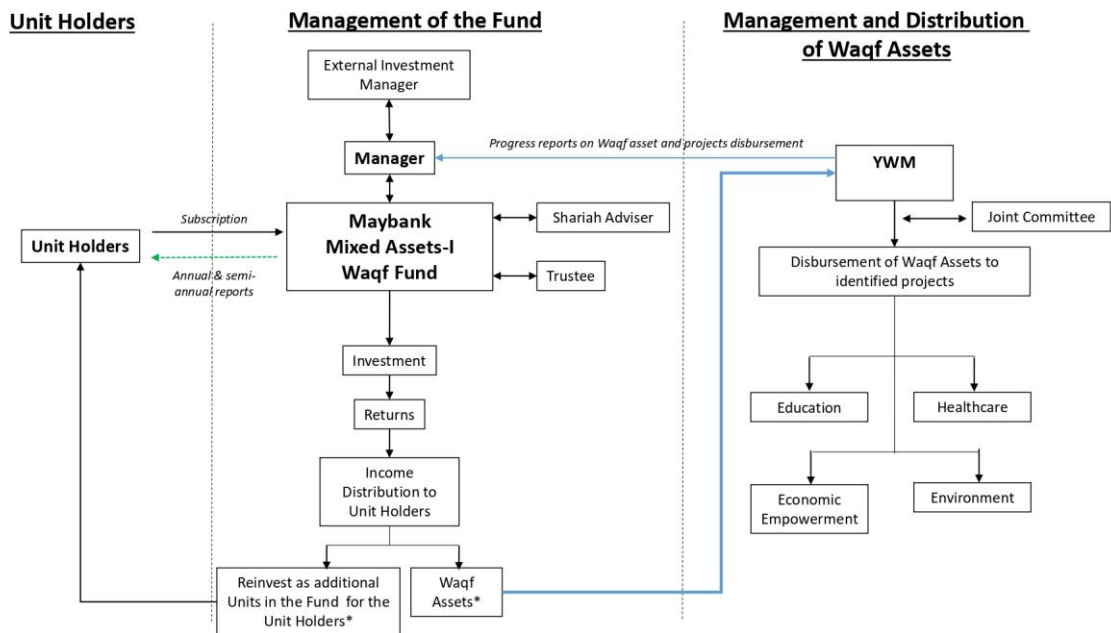 Unit Holders
Management of the Fund
Management and Distribution
of Waqf Assets
External Investment
Manager
Progress reports on Waqf asset and projects disbursement
Manager
YWM
Subscription
Maybank
Mixed Assets-I
Waqf Fund
Shariah Adviser
Joint Committee
Unit Holders
Annual & semi-
annual reports
Trustee
Disbursement of Waqf Assets to
identified projects
Investment
Education
Healthcare
Returns
Income
Distribution to
Unit Holders
Economic
Empowerment
Environment
Reinvest as additional
Units in the Fund for the
Unit Holders*
Waqf
Assets*